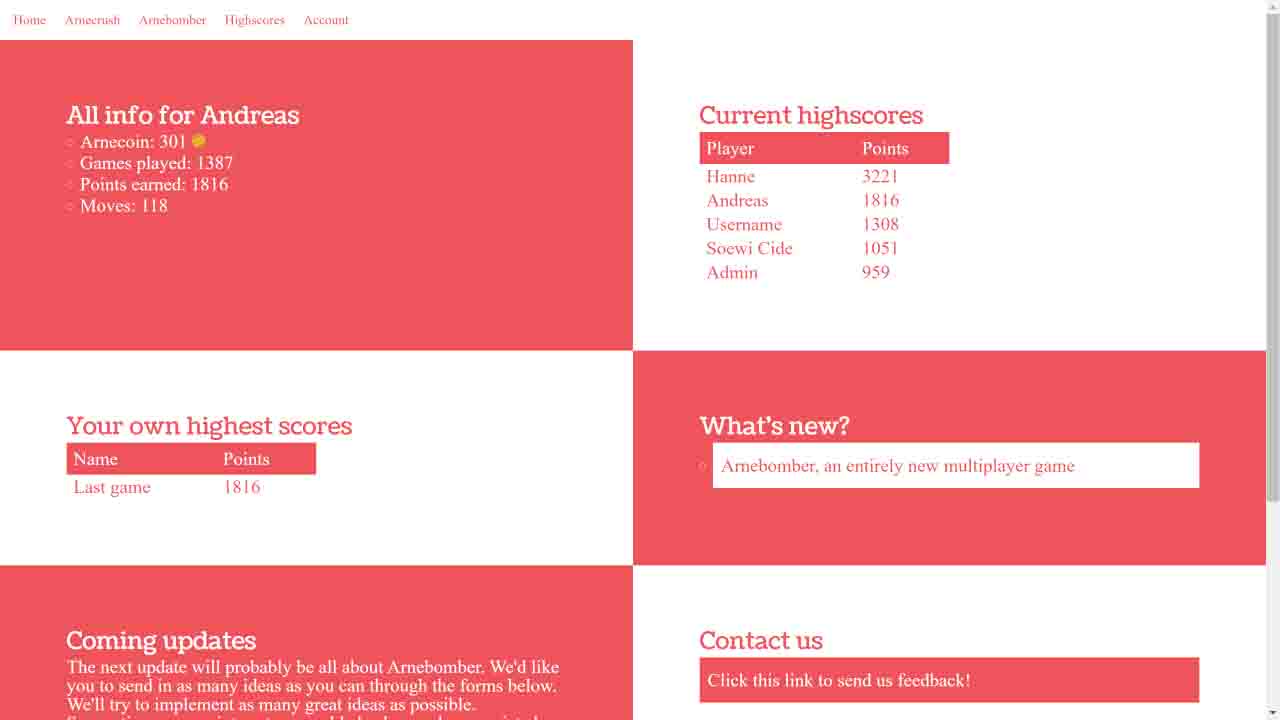 Home Arnecrush Arnebomber Highscores Account
All info for Andreas
Arnecoin: 301
Games played: 1387
Points earned: 1816
Moves: 118
Current highscores
Player Points
Hanne 3221
Andreas 1816
Username 1308
Soewi Cide 1051
Admin 959
Your own highest scores
Name Points
Last game 1816
What's new?
Arnebomber, an entirely new multiplayer game
Coming updates
The next update will probably be all about Arnebomber. We'd like
you to send in as many ideas as you can through the forms below.
We'll try to implement as many great ideas as possible.
Contact us
Click this link to send us feedback!